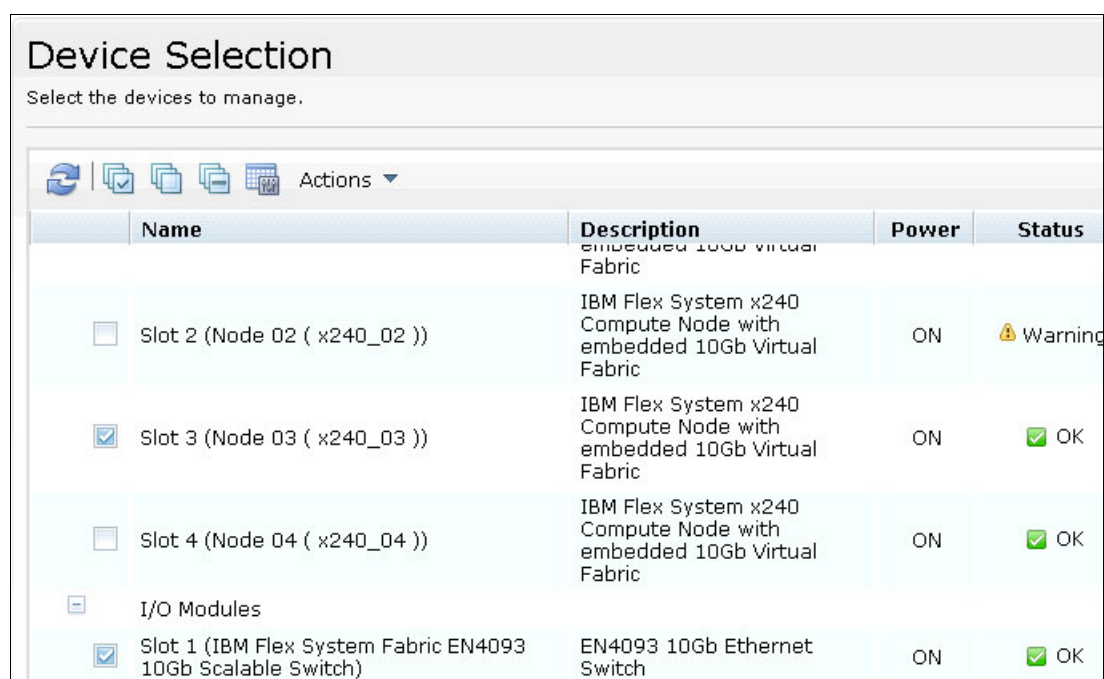 Device Selection
Select the devices to manage.
Actions
Name Description Power Status
embedded 10Gb Virtual
Fabric
IBM Flex System x240
Slot 2 (Node 02 ( x240_02 )) Compute Node with ON Warning
embedded 10Gb Virtual
Fabric
IBM Flex System x240
Slot 3 (Node 03 ( x240_03 )) Compute Node with ON OK
embedded 10Gb Virtual
Fabric
IBM Flex System x240
Slot 4 (Node 04 ( x240_04 )) Compute Node with ON OK
embedded 10Gb Virtual
Fabric
I/O Modules
Slot 1 (IBM Flex System Fabric EN4093 EN4093 10Gb Ethernet ON OK
10Gb Scalable Switch) Switch